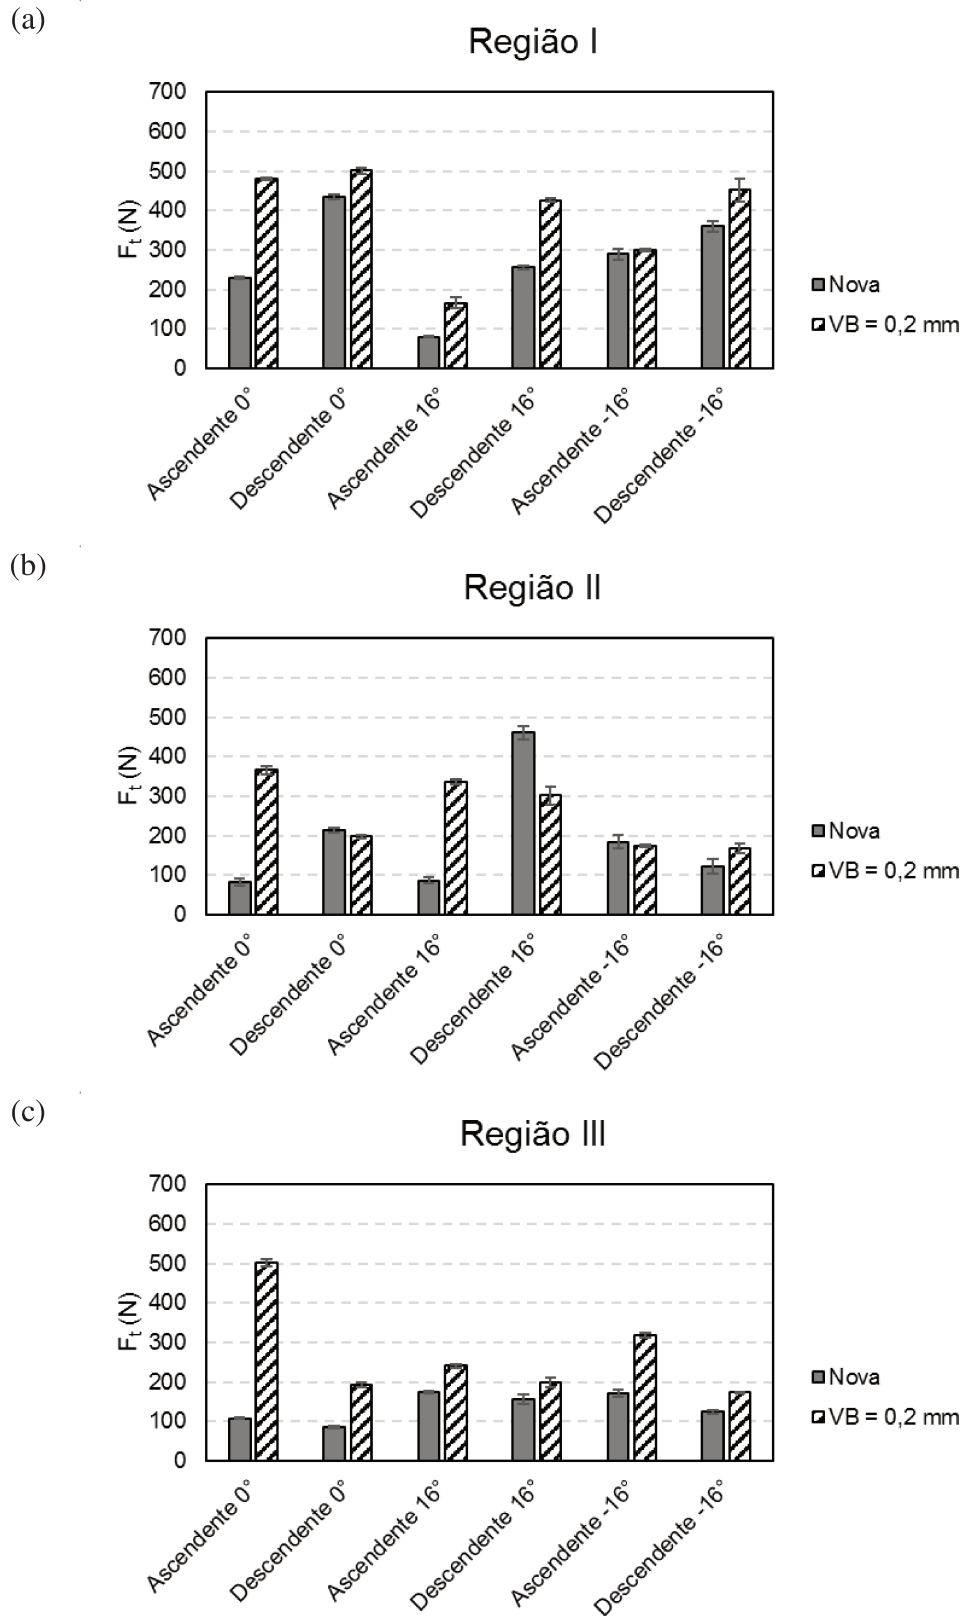 (a)
Região I
700
600
500
400
300
200
100
0
Ft (N)
Ascendente 0°
Descendente 0°
Ascendente 16°
Descendente 16°
Ascendente -16°
Descendente -16°
Nova
VB = 0,2 mm
(b)
Região II
700
600
500
400
300
200
100
0
Ft (N)
Ascendente 0°
Descendente 0°
Ascendente 16°
Descendente 16°
Ascendente -16°
Descendente -16°
Nova
VB = 0,2 mm
(c)
Região III
700
600
500
400
300
200
100
0
Ft (N)
Ascendente 0°
Descendente 0°
Ascendente 16°
Descendente 16°
Ascendente -16°
Descendente -16°
Nova
VB = 0,2 mm